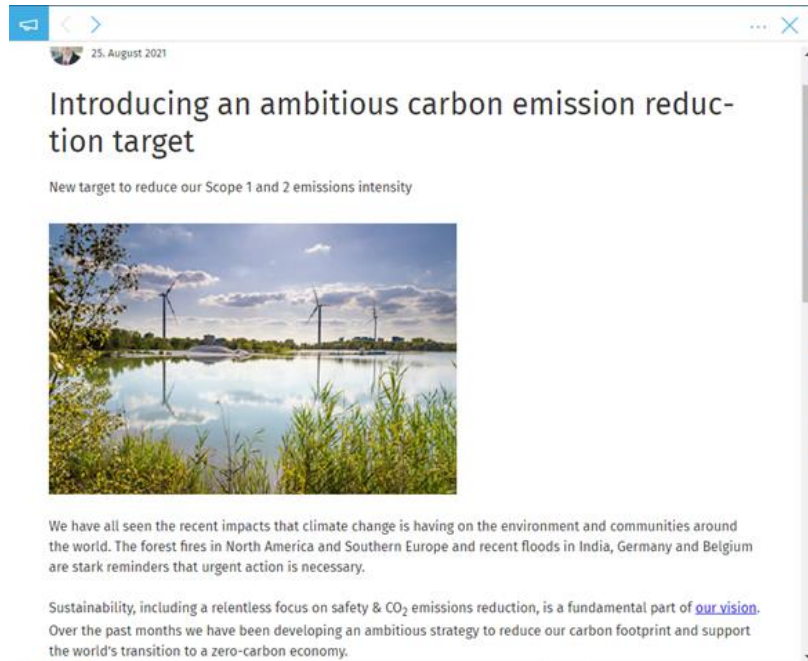 25. August 2021
Introducing an ambitious carbon emission reduc-
tion target
New target to reduce our Scope 1 and 2 emissions intensity
We have all seen the recent impacts that climate change is having on the environment and communities around
the world. The forest fires in North America and Southern Europe and recent floods in India, Germany and Belgium
are stark reminders that urgent action is necessary.
Sustainability, including a relentless focus on safety & CO₂ emissions reduction, is a fundamental part of our vision.
Over the past months we have been developing an ambitious strategy to reduce our carbon footprint and support
the world's transition to a zero-carbon economy.